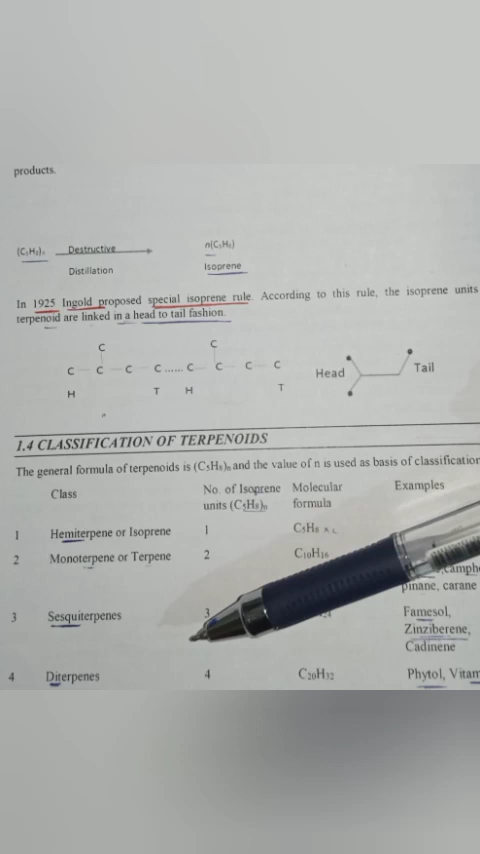 products.
(C₅H₈)ₙ Destructive n(C₅H₈)
Distillation Isoprene
In 1925 Ingold proposed special isoprene rule. According to this rule, the isoprene units
terpenoid are linked in a head to tail fashion.
C C
C C C C......C C C C
H T H T
Head Tail
1.4 CLASSIFICATION OF TERPENOIDS
The general formula of terpenoids is (C₅H₈)ₙ and the value of n is used as basis of classification
Class No. of Isoprene Molecular Examples
units (C₅H₈)ₙ formula
1 Hemiterpene or Isoprene 1 C₅H₈
2 Monoterpene or Terpene 2 C₁₀H₁₆
pinane, carane
3 Sesquiterpenes 3 Famesol,
Zinziberene,
Cadinene
4 Diterpenes 4 C₂₀H₃₂ Phytol, Vitam